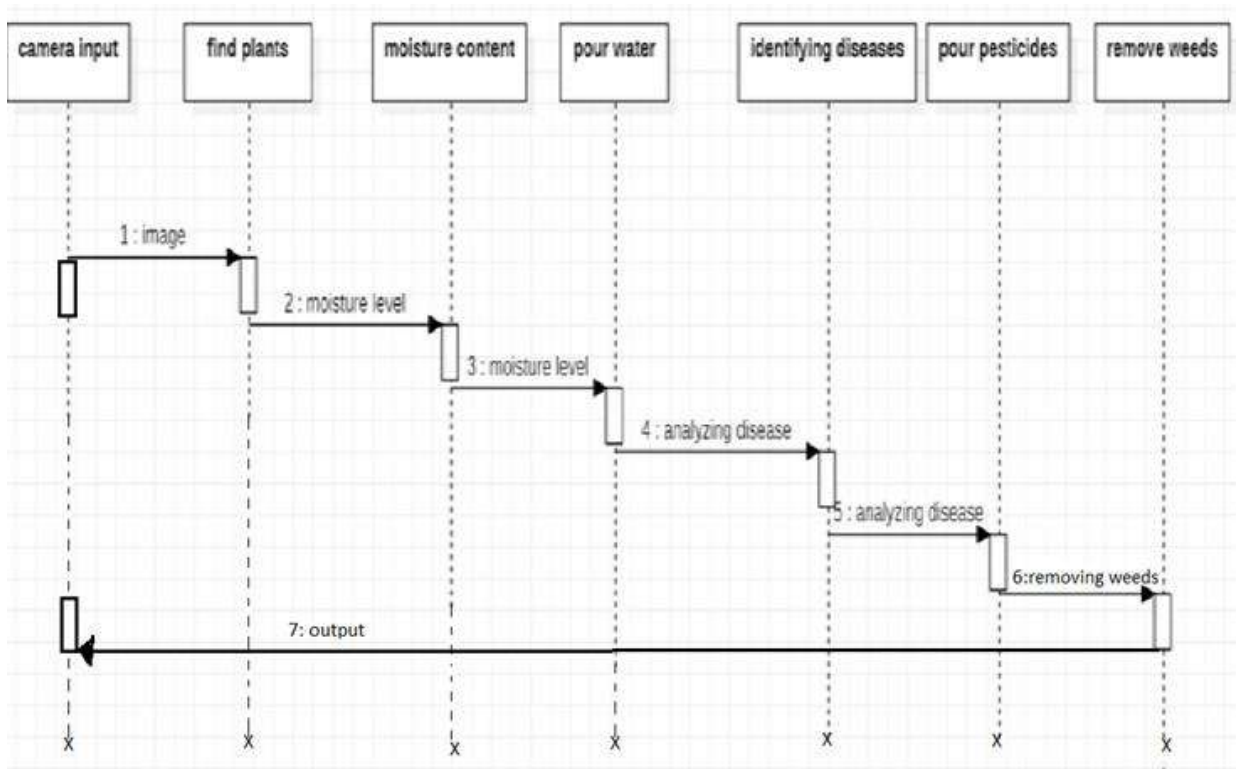 camera input
find plants
moisture content
pour water
identifying diseases
pour pesticides
remove weeds
1 : image
2 : moisture level
3 : moisture level
4 : analyzing disease
5 : analyzing disease
6:removing weeds
7: output
X X X X X X X